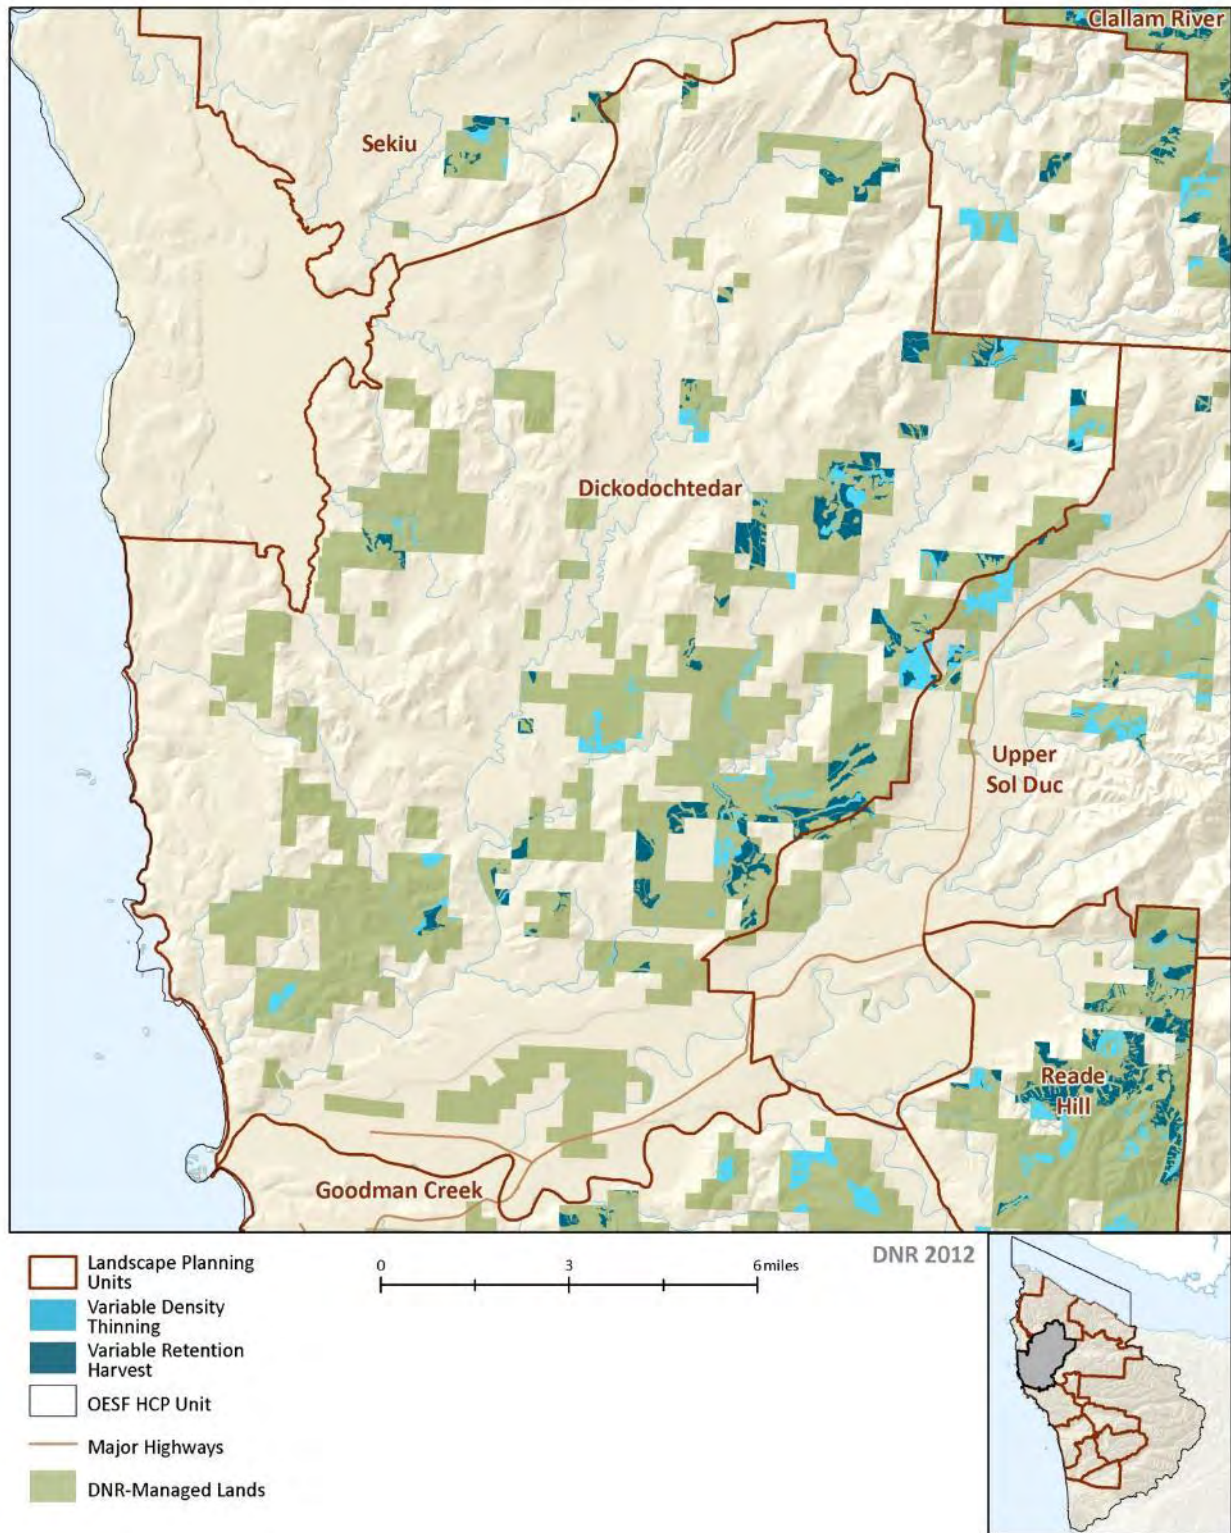 Clallam River
Sekiu
Dickodochtedar
Upper
Sol Duc
Reade
Hill
Goodman Creek
Landscape Planning
Units
Variable Density
Thinning
Variable Retention
Harvest
OESF HCP Unit
Major Highways
DNR-Managed Lands
0 3 6 miles
DNR 2012